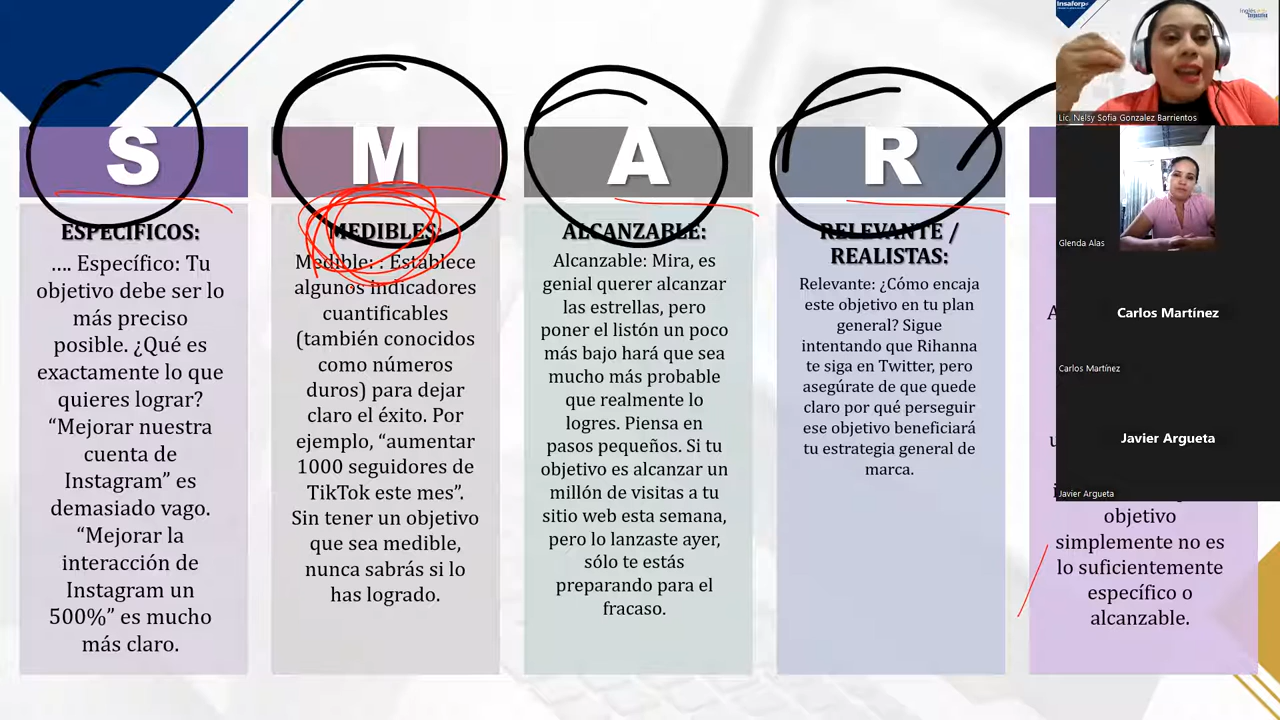 S
ESPECÍFICOS:
…. Específico: Tu
objetivo debe ser lo
más preciso
posible. ¿Qué es
exactamente lo que
quieres lograr?
“Mejorar nuestra
cuenta de
Instagram” es
demasiado vago.
“Mejorar la
interacción de
Instagram un
500%” es mucho
más claro.
M
MEDIBLES:
Medible: . Establece
algunos indicadores
cuantificables
(también conocidos
como números
duros) para dejar
claro el éxito. Por
ejemplo, “aumentar
1000 seguidores de
TikTok este mes”.
Sin tener un objetivo
que sea medible,
nunca sabrás si lo
has logrado.
A
ALCANZABLE:
Alcanzable: Mira, es
genial querer alcanzar
las estrellas, pero
poner el listón un poco
más bajo hará que sea
mucho más probable
que realmente lo
logres. Piensa en
pasos pequeños. Si tu
objetivo es alcanzar un
millón de visitas a tu
sitio web esta semana,
pero lo lanzaste ayer,
sólo te estás
preparando para el
fracaso.
R
RELEVANTE /
REALISTAS:
Relevante: ¿Cómo encaja
este objetivo en tu plan
general? Sigue
intentando que Rihanna
te siga en Twitter, pero
asegúrate de que quede
claro por qué perseguir
ese objetivo beneficiará
tu estrategia general de
marca.
objetivo
simplemente no es
lo suficientemente
específico o
alcanzable.
Insaforp
Inglés
Lic. Nelsy Sofia Gonzalez Barrientos
Glenda Alas
Carlos Martínez
Carlos Martínez
Javier Argueta
Javier Argueta